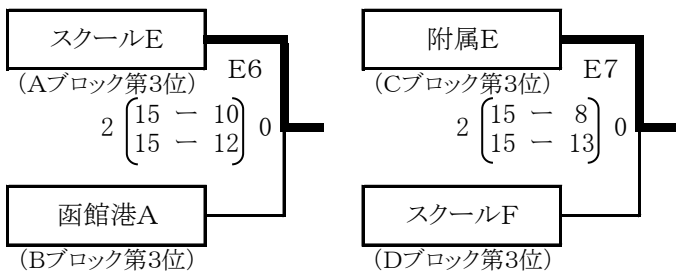 スクールE
E6
(Aブロック第3位)
2 15 ー 10 0
15 ー 12
函館港A
(Bブロック第3位)
附属E
E7
(Cブロック第3位)
2 15 ー 8 0
15 ー 13
スクールF
(Dブロック第3位)